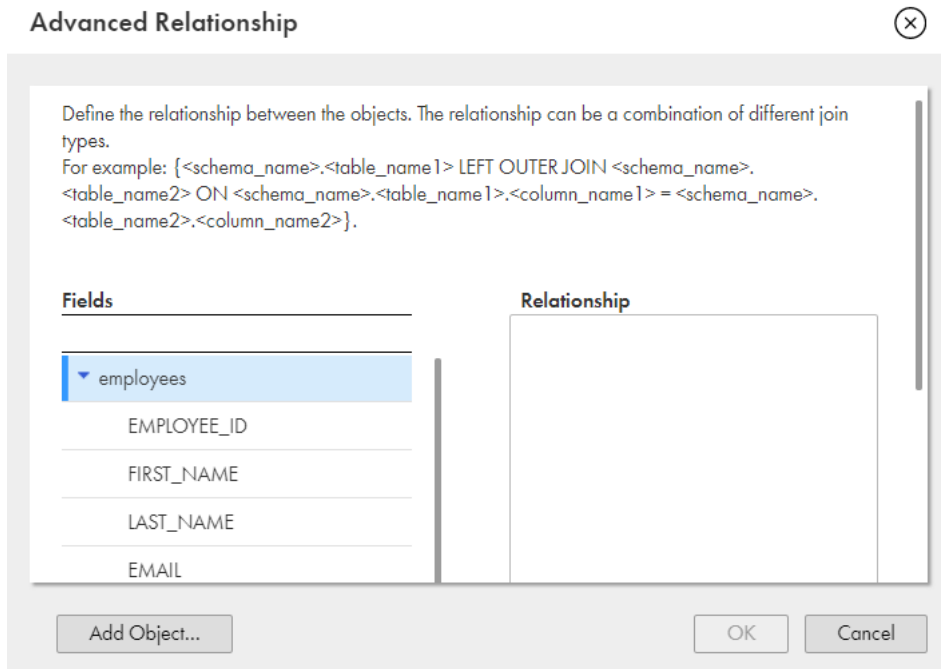 Advanced Relationship
Define the relationship between the objects. The relationship can be a combination of different join
types.
For example: {<schema_name>.<table_name1> LEFT OUTER JOIN <schema_name>.
<table_name2> ON <schema_name>.<table_name1>.<column_name1> = <schema_name>.
<table_name2>.<column_name2>}.
Fields
Relationship
employees
EMPLOYEE_ID
FIRST_NAME
LAST_NAME
EMAIL
Add Object...
OK
Cancel